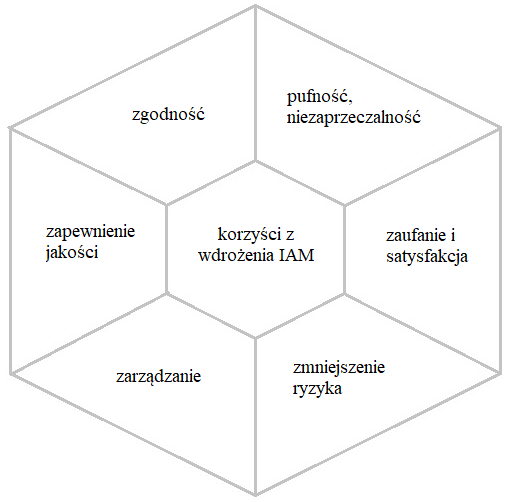 zgodność
pufność,
niezaprzeczalność
zapewnienie
jakości
korzyści z
wdrożenia IAM
zaufanie i
satysfakcja
zarządzanie
zmniejszenie
ryzyka